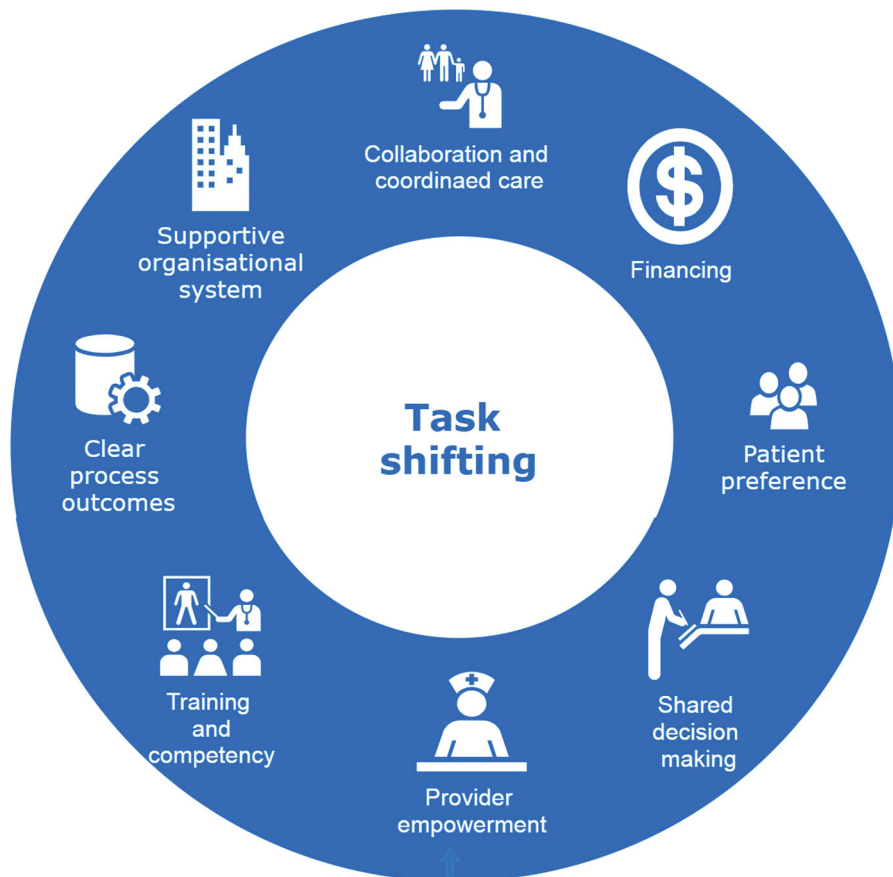 Collaboration and
coordinaed care
Financing
Patient
preference
Shared
decision
making
Provider
empowerment
Training
and
competency
Clear
process
outcomes
Supportive
organisational
system
Task
shifting